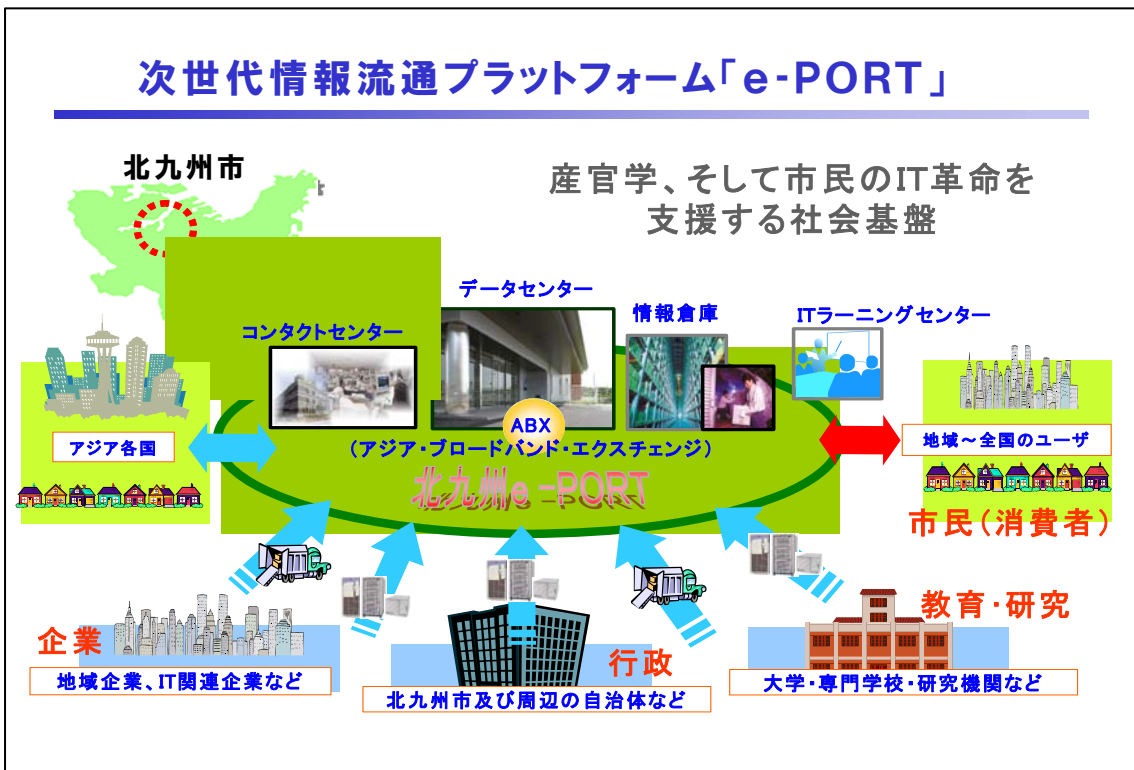 次世代情報流通プラットフォーム「e-PORT」
北九州市
産官学、そして市民のIT革命を
支援する社会基盤
データセンター
情報倉庫
ITラーニングセンター
コンタクトセンター
ABX
(アジア・ブロードバンド・エクスチェンジ)
アジア各国
地域～全国のユーザ
北九州e-PORT
市民(消費者)
企業
地域企業、IT関連企業など
行政
北九州市及び周辺の自治体など
教育・研究
大学・専門学校・研究機関など